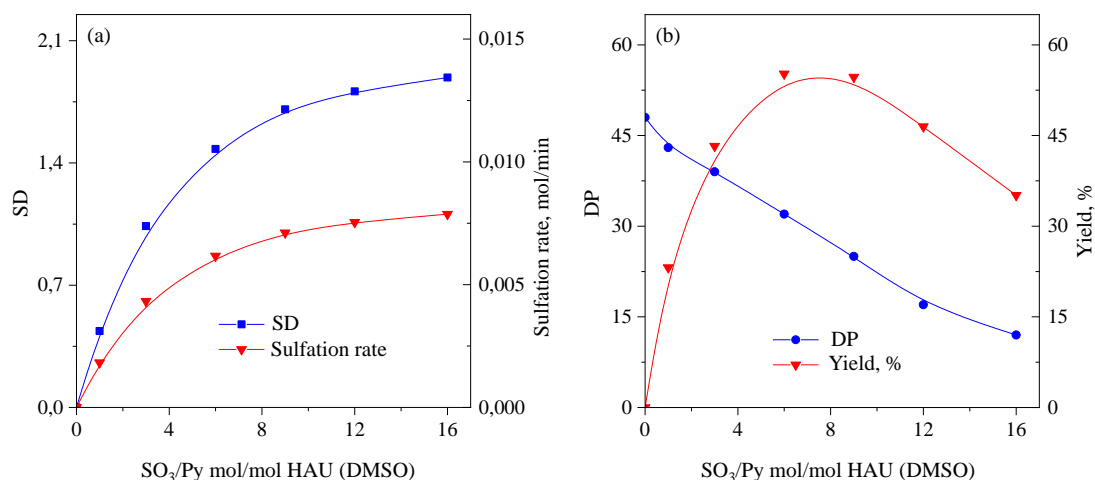 (a)
2,1
1,4
0,7
0,0
SD
0,015
0,010
0,005
0,000
Sulfation rate, mol/min
SD
Sulfation rate
0 4 8 12 16
SO₃/Py mol/mol HAU (DMSO)
(b)
60
45
30
15
0
DP
60
45
30
15
0
Yield, %
DP
Yield, %
0 4 8 12 16
SO₃/Py mol/mol HAU (DMSO)